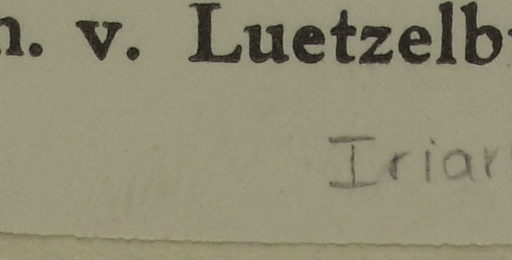 n. v. Luetzelb
Iriar